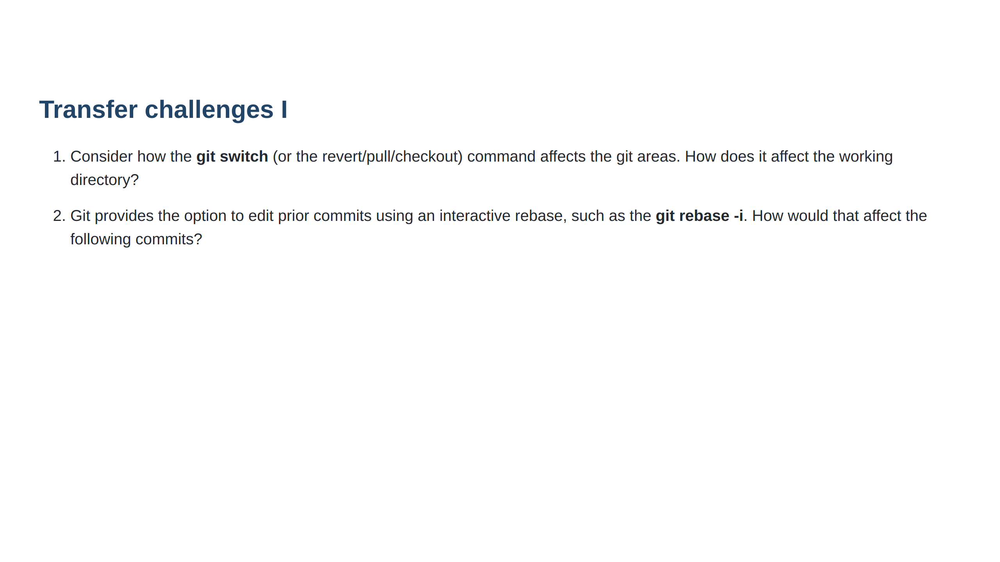 Transfer challenges I
1. Consider how the git switch (or the revert/pull/checkout) command affects the git areas. How does it affect the working
directory?
2. Git provides the option to edit prior commits using an interactive rebase, such as the git rebase -i. How would that affect the
following commits?